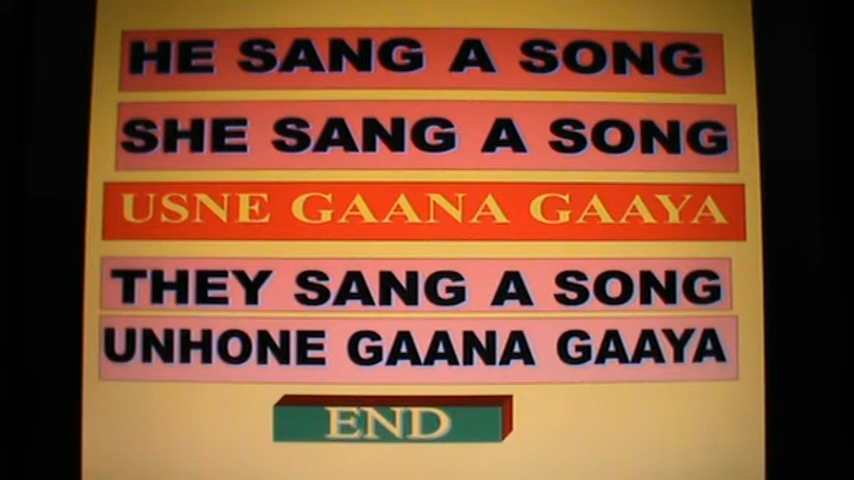 HE SANG A SONG
SHE SANG A SONG
USNE GAANA GAAYA
THEY SANG A SONG
UNHONE GAANA GAAYA
END